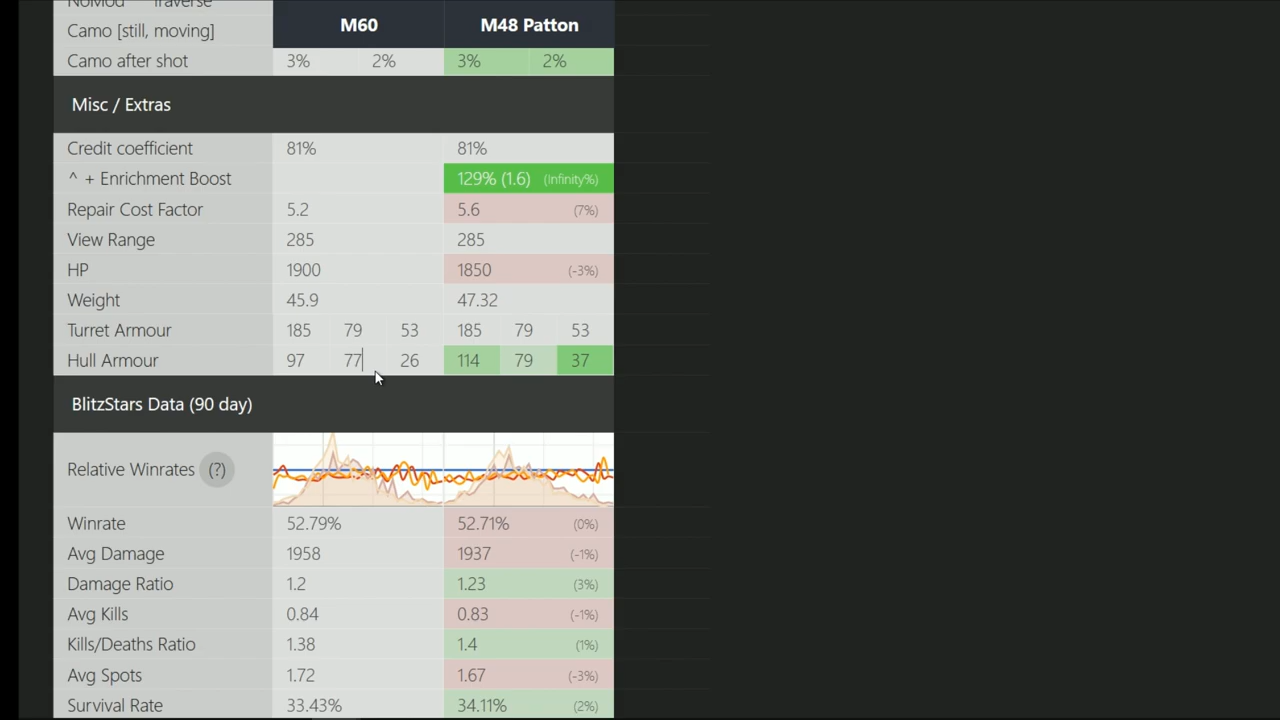 NoMod Traverse
M60 M48 Patton
Camo [still, moving]
Camo after shot 3% 2% 3% 2%
Misc / Extras
Credit coefficient 81% 81%
^ + Enrichment Boost 129% (1.6) (Infinity%)
Repair Cost Factor 5.2 5.6 (7%)
View Range 285 285
HP 1900 1850 (-3%)
Weight 45.9 47.32
Turret Armour 185 79 53 185 79 53
Hull Armour 97 77 26 114 79 37
BlitzStars Data (90 day)
Relative Winrates (?)
Winrate 52.79% 52.71% (0%)
Avg Damage 1958 1937 (-1%)
Damage Ratio 1.2 1.23 (3%)
Avg Kills 0.84 0.83 (-1%)
Kills/Deaths Ratio 1.38 1.4 (1%)
Avg Spots 1.72 1.67 (-3%)
Survival Rate 33.43% 34.11% (2%)